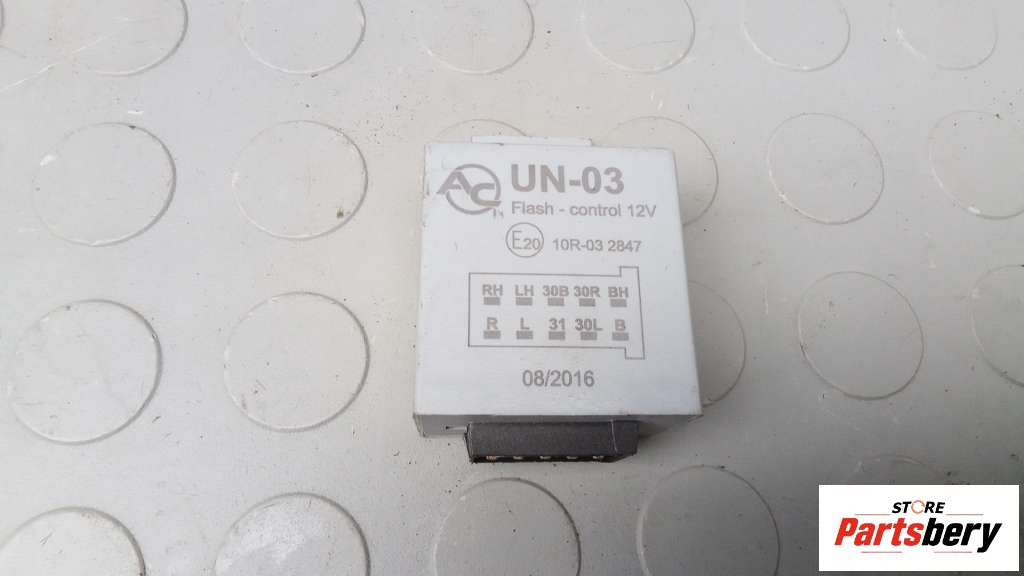 AC UN-03
Flash - control 12V
E20 10R-03 2847
RH LH 30B 30R BH
R L 31 30L B
08/2016
STORE
Partsbery